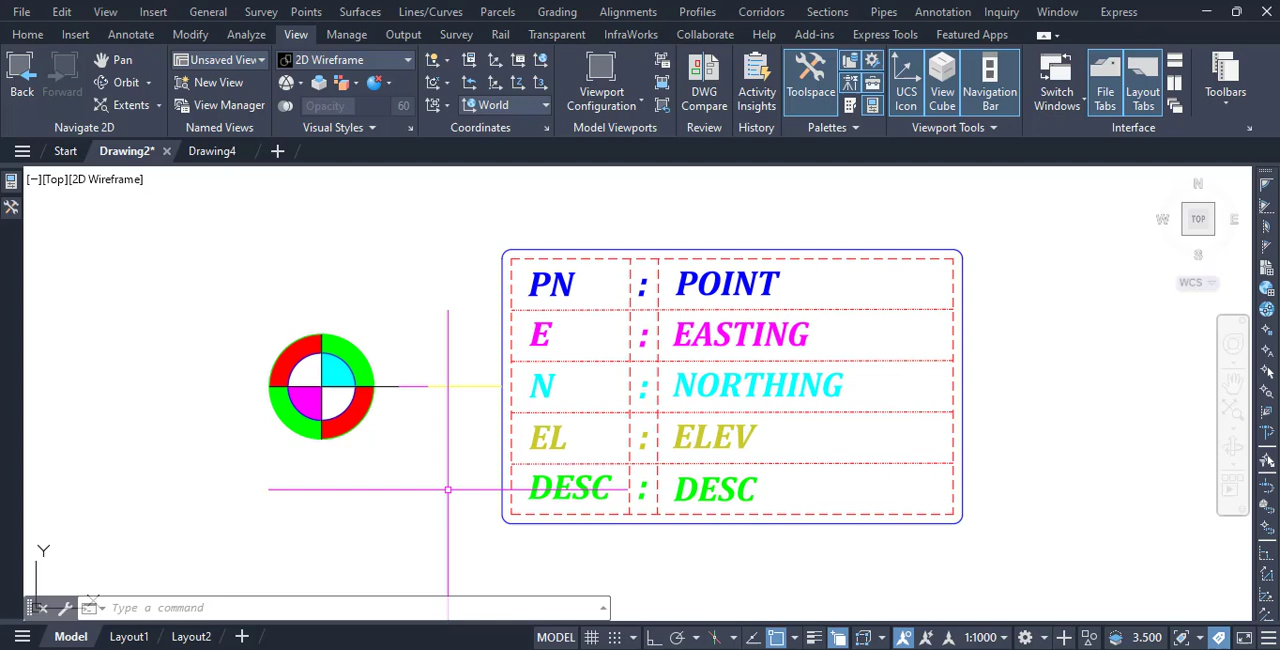 File Edit View Insert General Survey Points Surfaces Lines/Curves Parcels Grading Alignments Profiles Corridors Sections Pipes Annotation Inquiry Window Express
Home Insert Annotate Modify Analyze View Manage Output Survey Rail Transparent InfraWorks Collaborate Help Add-ins Express Tools Featured Apps
Back
Forward
Pan
Orbit
Extents
Navigate 2D
Unsaved View
New View
View Manager
Named Views
2D Wireframe
Opacity 60
Visual Styles
World
Coordinates
Viewport
Configuration
Model Viewports
DWG
Compare
Review
Activity
Insights
History
Toolspace
Palettes
UCS
Icon
View
Cube
Navigation
Bar
Viewport Tools
Switch
Windows
File
Tabs
Layout
Tabs
Interface
Toolbars
Start Drawing2* Drawing4
[−][Top][2D Wireframe]
N
W TOP E
S
WCS
PN : POINT
E : EASTING
N : NORTHING
EL : ELEV
DESC : DESC
Y
Type a command
Model Layout1 Layout2
MODEL 1:1000 3.500